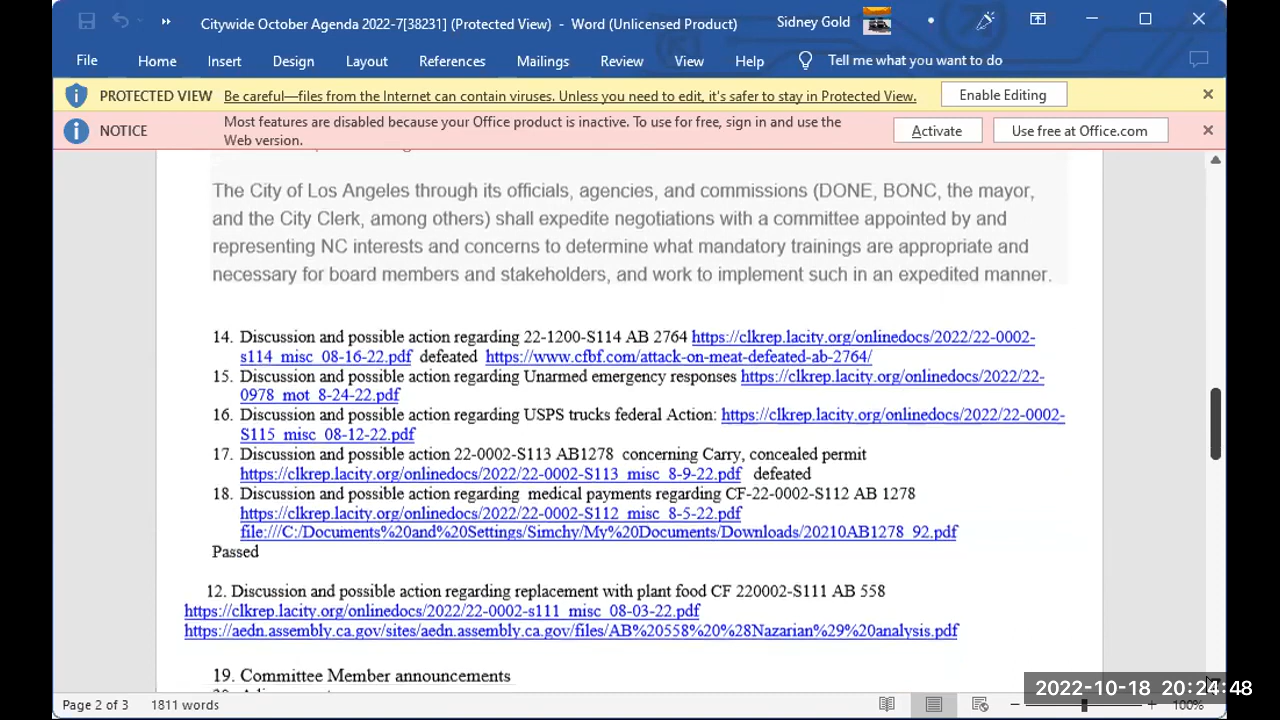 Citywide October Agenda 2022-7[38231] (Protected View) - Word (Unlicensed Product)
Sidney Gold
File Home Insert Design Layout References Mailings Review View Help Tell me what you want to do
PROTECTED VIEW Be careful—files from the Internet can contain viruses. Unless you need to edit, it's safer to stay in Protected View. Enable Editing
NOTICE Most features are disabled because your Office product is inactive. To use for free, sign in and use the
Web version.
Activate Use free at Office.com
The City of Los Angeles through its officials, agencies, and commissions (DONE, BONC, the mayor,
and the City Clerk, among others) shall expedite negotiations with a committee appointed by and
representing NC interests and concerns to determine what mandatory trainings are appropriate and
necessary for board members and stakeholders, and work to implement such in an expedited manner.
14. Discussion and possible action regarding 22-1200-S114 AB 2764 https://clkrep.lacity.org/onlinedocs/2022/22-0002-
s114_misc_08-16-22.pdf defeated https://www.cfbf.com/attack-on-meat-defeated-ab-2764/
15. Discussion and possible action regarding Unarmed emergency responses https://clkrep.lacity.org/onlinedocs/2022/22-
0978_mot_8-24-22.pdf
16. Discussion and possible action regarding USPS trucks federal Action: https://clkrep.lacity.org/onlinedocs/2022/22-0002-
S115_misc_08-12-22.pdf
17. Discussion and possible action 22-0002-S113 AB1278 concerning Carry, concealed permit
https://clkrep.lacity.org/onlinedocs/2022/22-0002-S113_misc_8-9-22.pdf defeated
18. Discussion and possible action regarding medical payments regarding CF-22-0002-S112 AB 1278
https://clkrep.lacity.org/onlinedocs/2022/22-0002-S112_misc_8-5-22.pdf
file:///C:/Documents%20and%20Settings/Simchy/My%20Documents/Downloads/20210AB1278_92.pdf
Passed
12. Discussion and possible action regarding replacement with plant food CF 220002-S111 AB 558
https://clkrep.lacity.org/onlinedocs/2022/22-0002-s111_misc_08-03-22.pdf
https://aedn.assembly.ca.gov/sites/aedn.assembly.ca.gov/files/AB%20558%20%28Nazarian%29%20analysis.pdf
19. Committee Member announcements
2022-10-18 20:24:48
Page 2 of 3 1811 words 100%